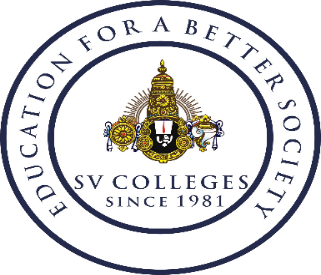 EDUCATION FOR A BETTER SOCIETY
SV COLLEGES
SINCE 1981